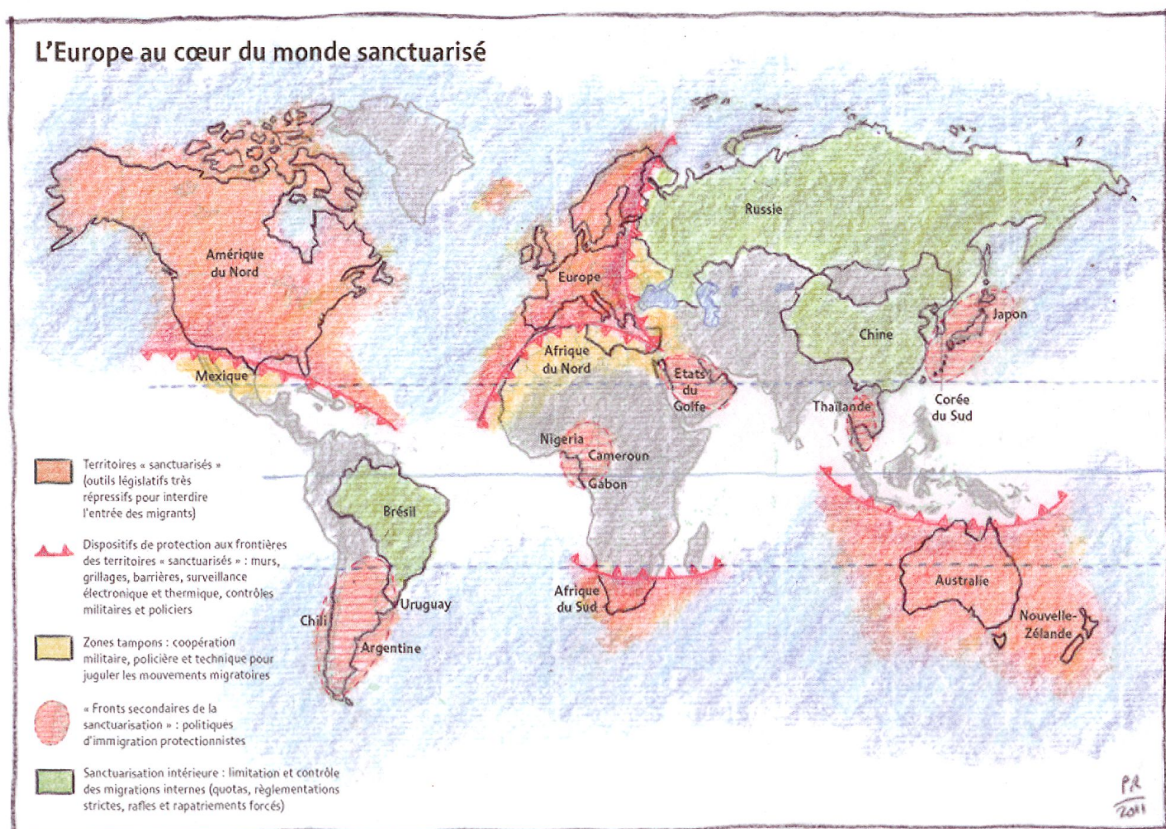 L'Europe au cœur du monde sanctuarisé
Amérique
du Nord
Mexique
Europe
Afrique
du Nord
Russie
Chine
Japon
Corée
du Sud
Thaïlande
Etats
du
Golfe
Nigeria
Cameroun
Gabon
Brésil
Uruguay
Chili
Argentine
Afrique
du Sud
Australie
Nouvelle-
Zélande
Territoires « sanctuarisés »
(outils législatifs très
répressifs pour interdire
l'entrée des migrants)
Dispositifs de protection aux frontières
des territoires « sanctuarisés » : murs,
grillages, barrières, surveillance
électronique et thermique, contrôles
militaires et policiers
Zones tampons : coopération
militaire, policière et technique pour
juguler les mouvements migratoires
« Fronts secondaires de la
sanctuarisation » : politiques
d'immigration protectionnistes
Sanctuarisation intérieure : limitation et contrôle
des migrations internes (quotas, règlementations
strictes, rafles et rapatriements forcés)
PR
2011